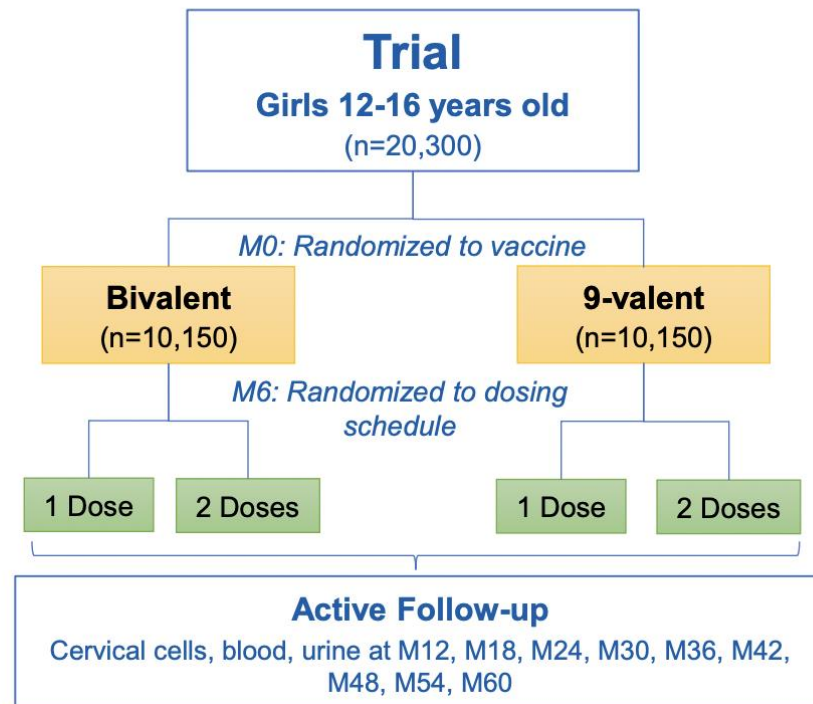 Trial
Girls 12-16 years old
(n=20,300)
M0: Randomized to vaccine
Bivalent
(n=10,150)
9-valent
(n=10,150)
M6: Randomized to dosing
schedule
1 Dose
2 Doses
1 Dose
2 Doses
Active Follow-up
Cervical cells, blood, urine at M12, M18, M24, M30, M36, M42,
M48, M54, M60